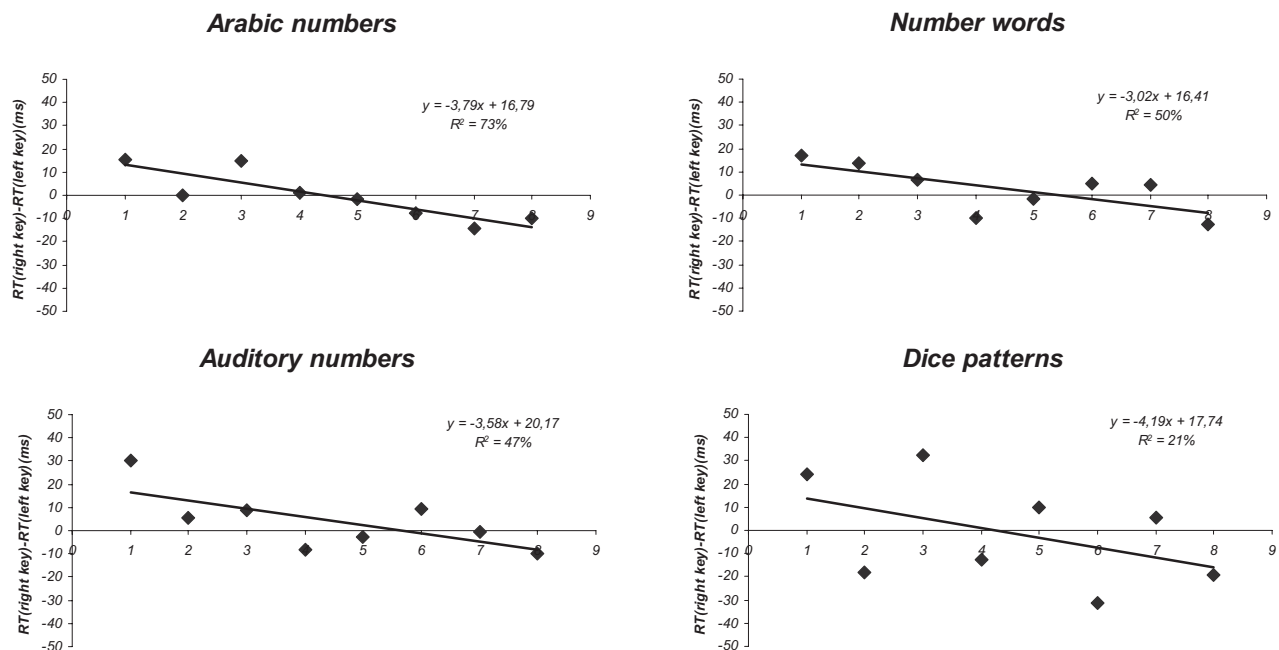 Arabic numbers
RT(right key)-RT(left key)(ms)
50
40
30
20
10
0
-10
-20
-30
-40
-50
0 1 2 3 4 5 6 7 8 9
y = -3,79x + 16,79
R² = 73%
Number words
RT(right key)-RT(left key)(ms)
50
40
30
20
10
0
-10
-20
-30
-40
-50
0 1 2 3 4 5 6 7 8 9
y = -3,02x + 16,41
R² = 50%
Auditory numbers
RT(right key)-RT(left key)(ms)
50
40
30
20
10
0
-10
-20
-30
-40
-50
0 1 2 3 4 5 6 7 8 9
y = -3,58x + 20,17
R² = 47%
Dice patterns
RT(right key)-RT(left key)(ms)
50
40
30
20
10
0
-10
-20
-30
-40
-50
0 1 2 3 4 5 6 7 8 9
y = -4,19x + 17,74
R² = 21%